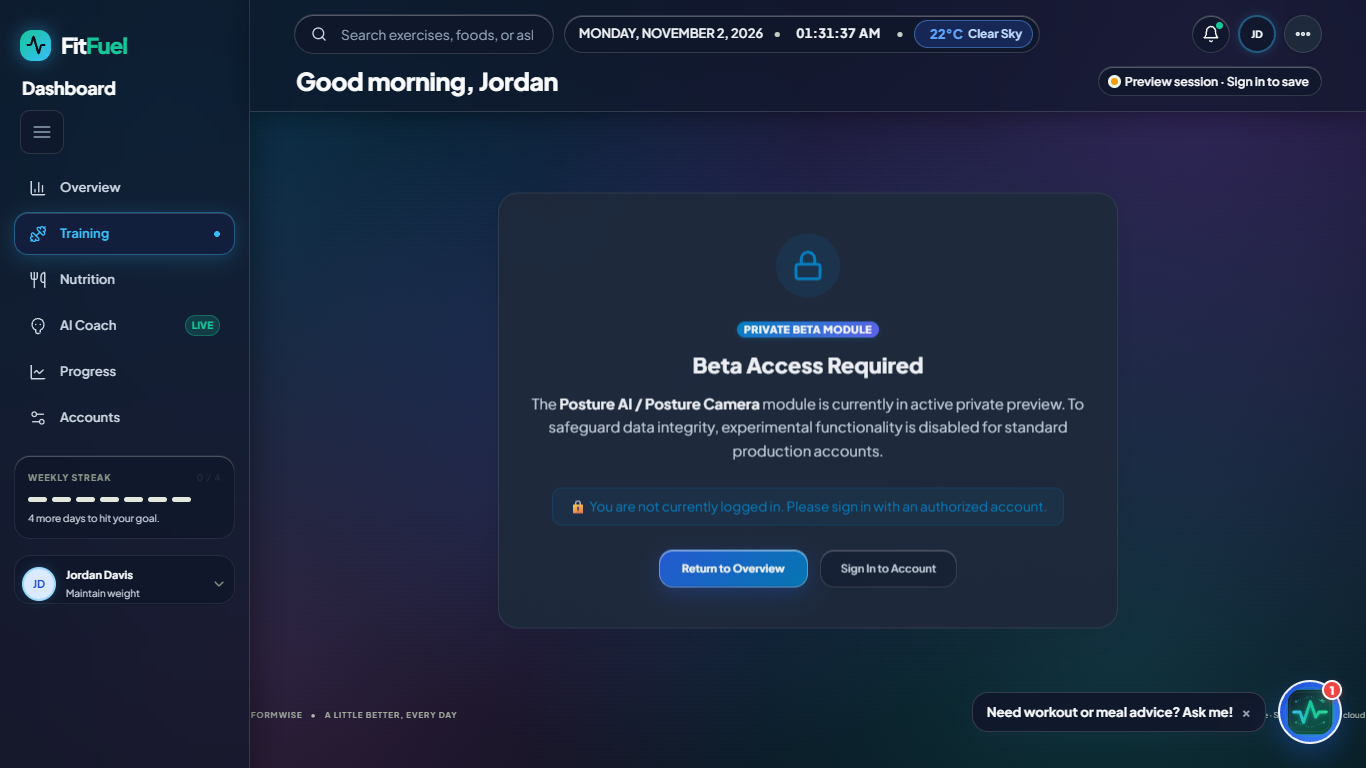 FitFuel
Dashboard
Overview
Training
Nutrition
AI Coach
LIVE
Progress
Accounts
WEEKLY STREAK
0 / 4
4 more days to hit your goal.
JD
Jordan Davis
Maintain weight
Search exercises, foods, or asl
MONDAY, NOVEMBER 2, 2026 • 01:31:37 AM • 22°C Clear Sky
JD
Good morning, Jordan
Preview session · Sign in to save
PRIVATE BETA MODULE
Beta Access Required
The Posture AI / Posture Camera module is currently in active private preview. To
safeguard data integrity, experimental functionality is disabled for standard
production accounts.
🔒 You are not currently logged in. Please sign in with an authorized account.
Return to Overview
Sign In to Account
FORMWISE • A LITTLE BETTER, EVERY DAY
Need workout or meal advice? Ask me! ×
1
cloud